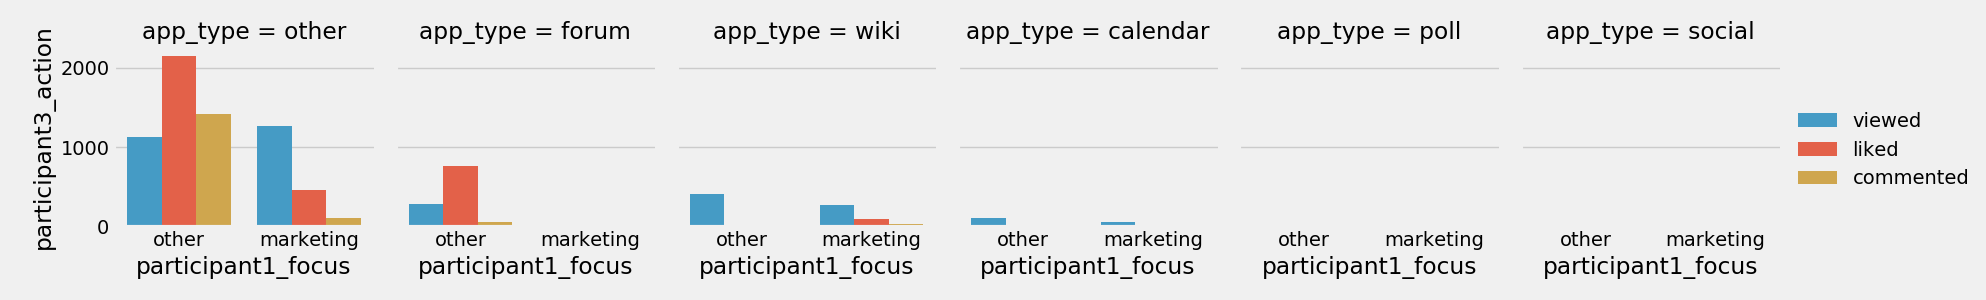 app_type = other
app_type = forum
app_type = wiki
app_type = calendar
app_type = poll
app_type = social
participant3_action
2000
1000
0
other marketing
other marketing
other marketing
other marketing
other marketing
other marketing
participant1_focus
participant1_focus
participant1_focus
participant1_focus
participant1_focus
participant1_focus
viewed
liked
commented